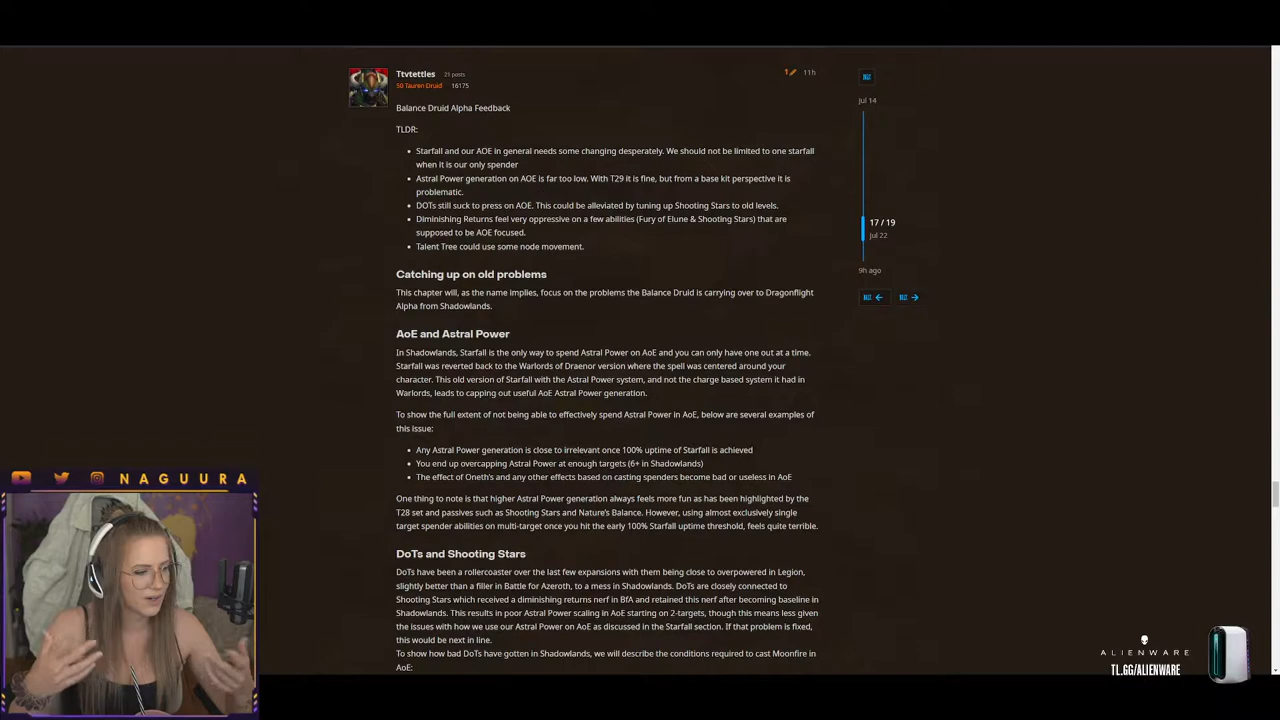 Ttvtettles 21 posts 1 11h
50 Tauren Druid 16175
Balance Druid Alpha Feedback
TLDR:
Starfall and our AOE in general needs some changing desperately. We should not be limited to one starfall
when it is our only spender
Astral Power generation on AOE is far too low. With T29 it is fine, but from a base kit perspective it is
problematic.
DOTs still suck to press on AOE. This could be alleviated by tuning up Shooting Stars to old levels.
Diminishing Returns feel very oppressive on a few abilities (Fury of Elune & Shooting Stars) that are
supposed to be AOE focused.
Talent Tree could use some node movement.
Catching up on old problems
This chapter will, as the name implies, focus on the problems the Balance Druid is carrying over to Dragonflight
Alpha from Shadowlands.
AoE and Astral Power
In Shadowlands, Starfall is the only way to spend Astral Power on AoE and you can only have one out at a time.
Starfall was reverted back to the Warlords of Draenor version where the spell was centered around your
character. This old version of Starfall with the Astral Power system, and not the charge based system it had in
Warlords, leads to capping out useful AoE Astral Power generation.
To show the full extent of not being able to effectively spend Astral Power in AoE, below are several examples of
this issue:
Any Astral Power generation is close to irrelevant once 100% uptime of Starfall is achieved
You end up overcapping Astral Power at enough targets (6+ in Shadowlands)
The effect of Oneth's and any other effects based on casting spenders become bad or useless in AoE
One thing to note is that higher Astral Power generation always feels more fun as has been highlighted by the
T28 set and passives such as Shooting Stars and Nature's Balance. However, using almost exclusively single
target spender abilities on multi-target once you hit the early 100% Starfall uptime threshold, feels quite terrible.
DoTs and Shooting Stars
DoTs have been a rollercoaster over the last few expansions with them being close to overpowered in Legion,
slightly better than a filler in Battle for Azeroth, to a mess in Shadowlands. DoTs are closely connected to
Shooting Stars which received a diminishing returns nerf in BfA and retained this nerf after becoming baseline in
Shadowlands. This results in poor Astral Power scaling in AoE starting on 2-targets, though this means less given
the issues with how we use our Astral Power on AoE as discussed in the Starfall section. If that problem is fixed,
this would be next in line.
To show how bad DoTs have gotten in Shadowlands, we will describe the conditions required to cast Moonfire in
AoE:
Jul 14
17 / 19
Jul 22
9h ago
NAGUURA
ALIENWARE
TL.GG/ALIENWARE